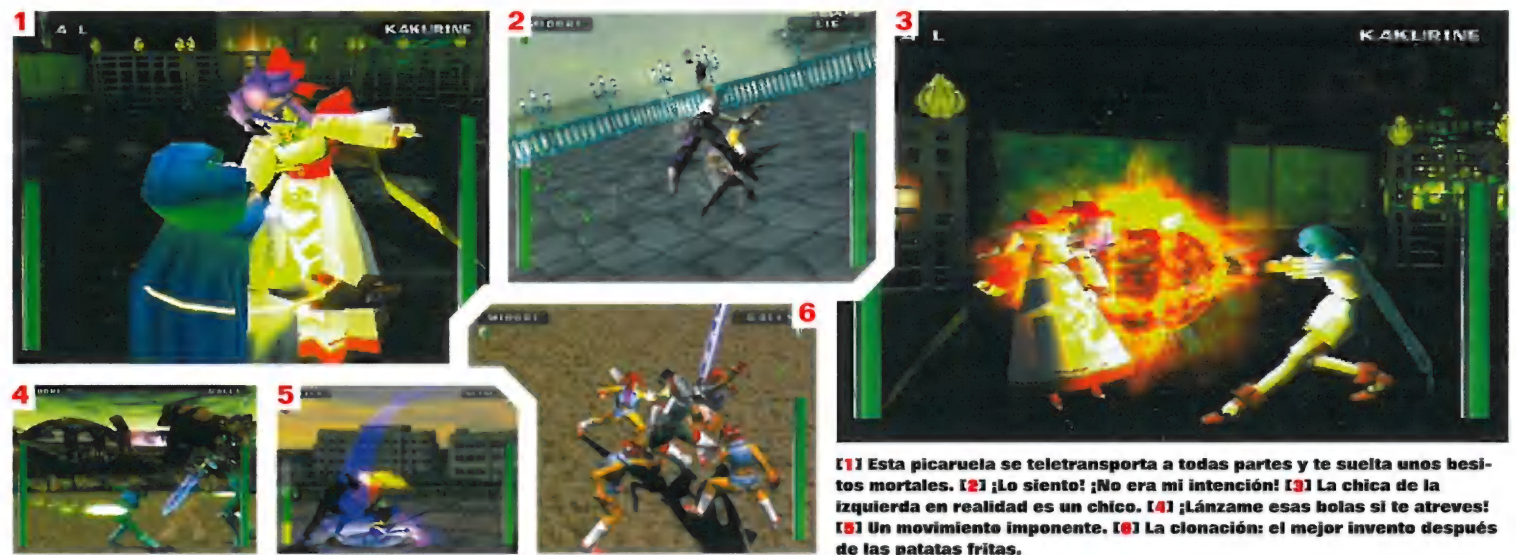 1
A L
KAKURINE
2
MIDORI
LIE
3
A L
KAKURINE
4
5
6
MIDORI
[1] Esta picaruela se teletransporta a todas partes y te suelta unos besi-
tos mortales. [2] ¡Lo siento! ¡No era mi intención! [3] La chica de la
izquierda en realidad es un chico. [4] ¡Lánzame esas bolas si te atreves!
[5] Un movimiento imponente. [6] La clonación: el mejor invento después
de las patatas fritas.